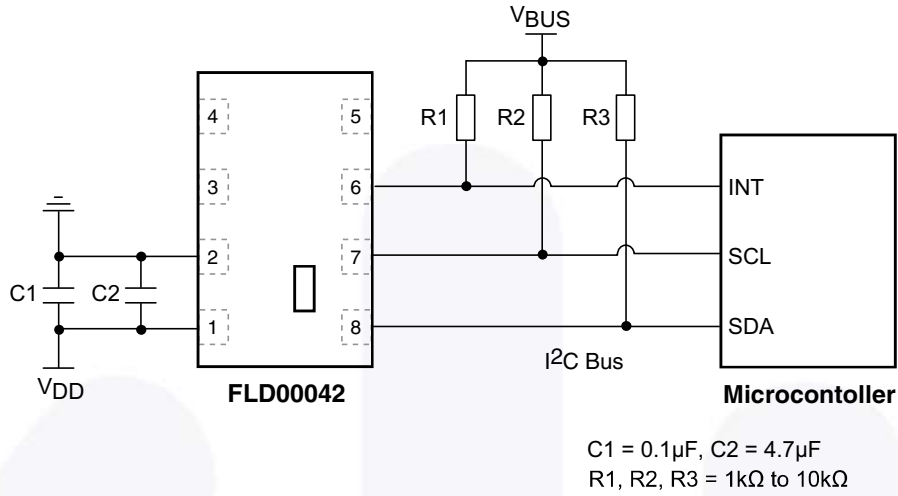 VBUS
4
5
R1
R2
R3
3
6
INT
2
7
SCL
C1
C2
1
8
SDA
I2C Bus
VDD
FLD00042
Microcontoller
C1 = 0.1µF, C2 = 4.7µF
R1, R2, R3 = 1kΩ to 10kΩ